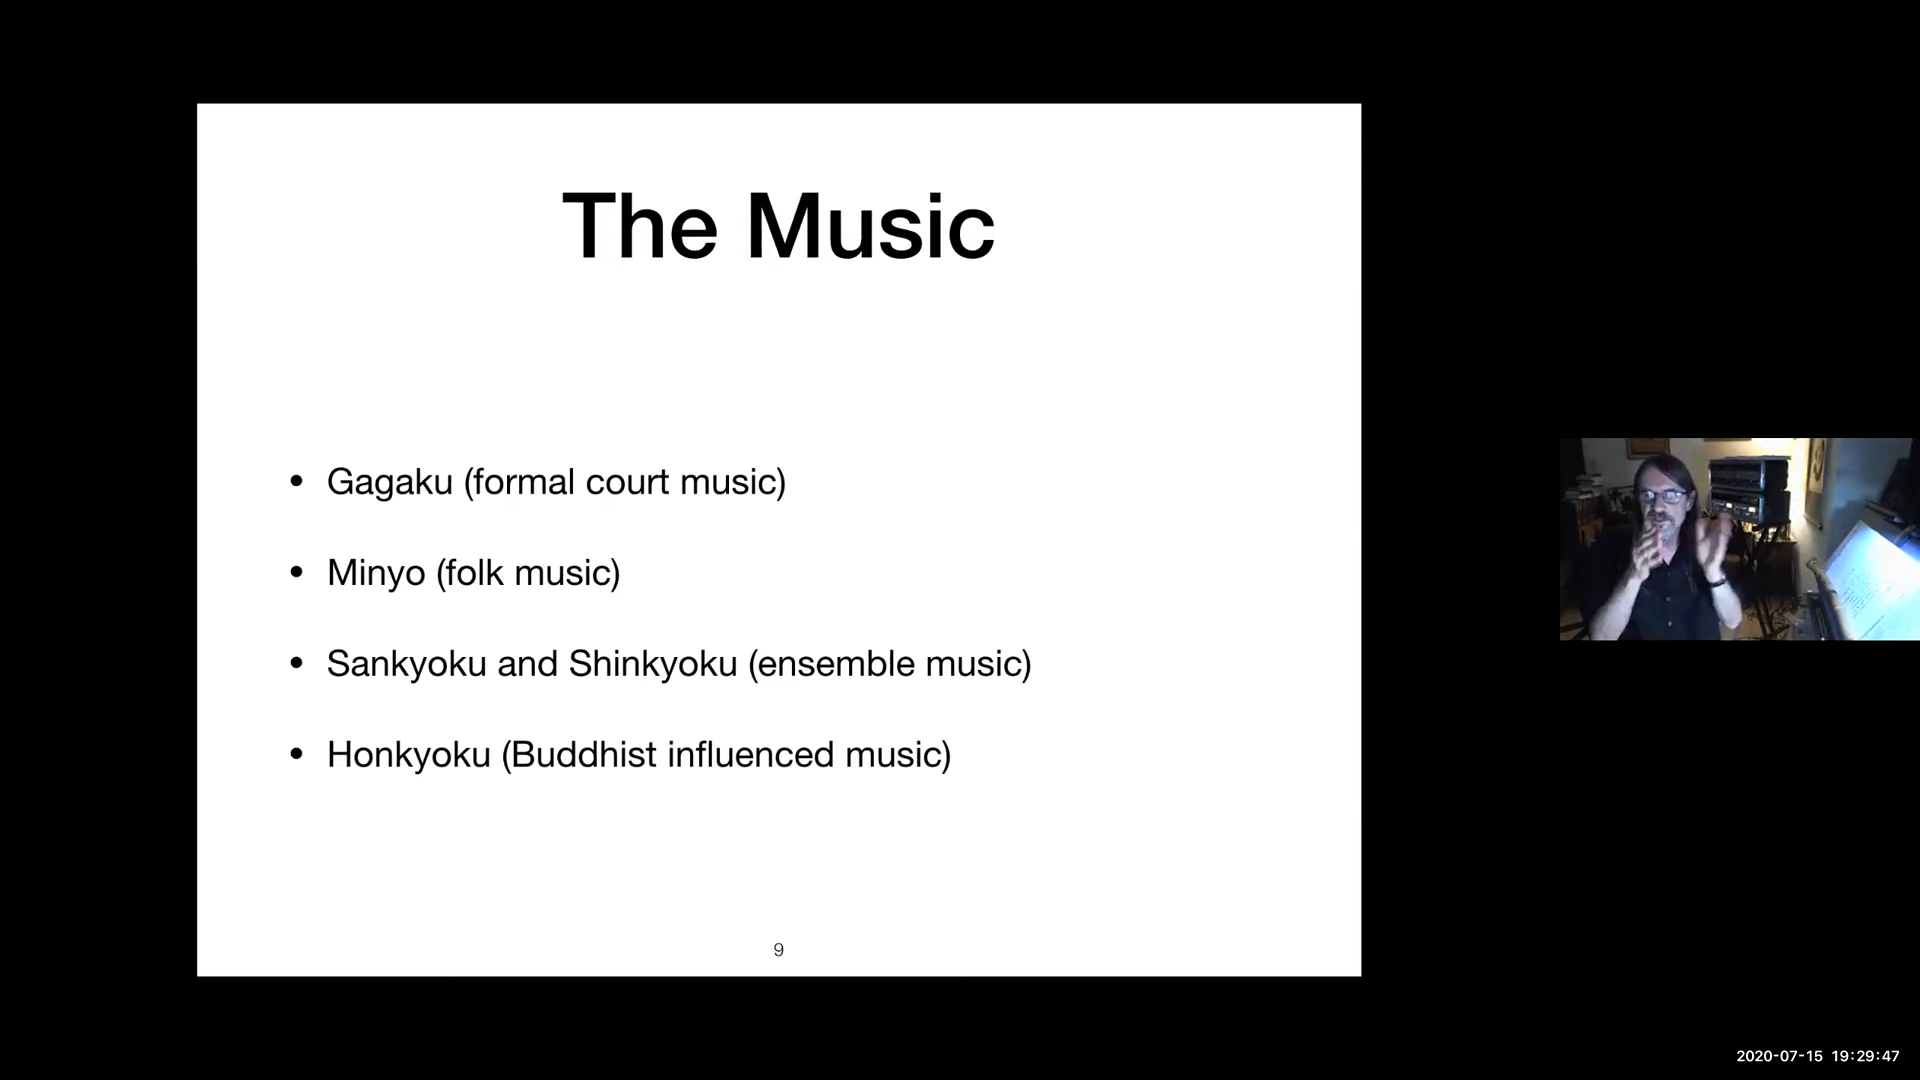 The Music
• Gagaku (formal court music)
• Minyo (folk music)
• Sankyoku and Shinkyoku (ensemble music)
• Honkyoku (Buddhist influenced music)
9
2020-07-15 19:29:47